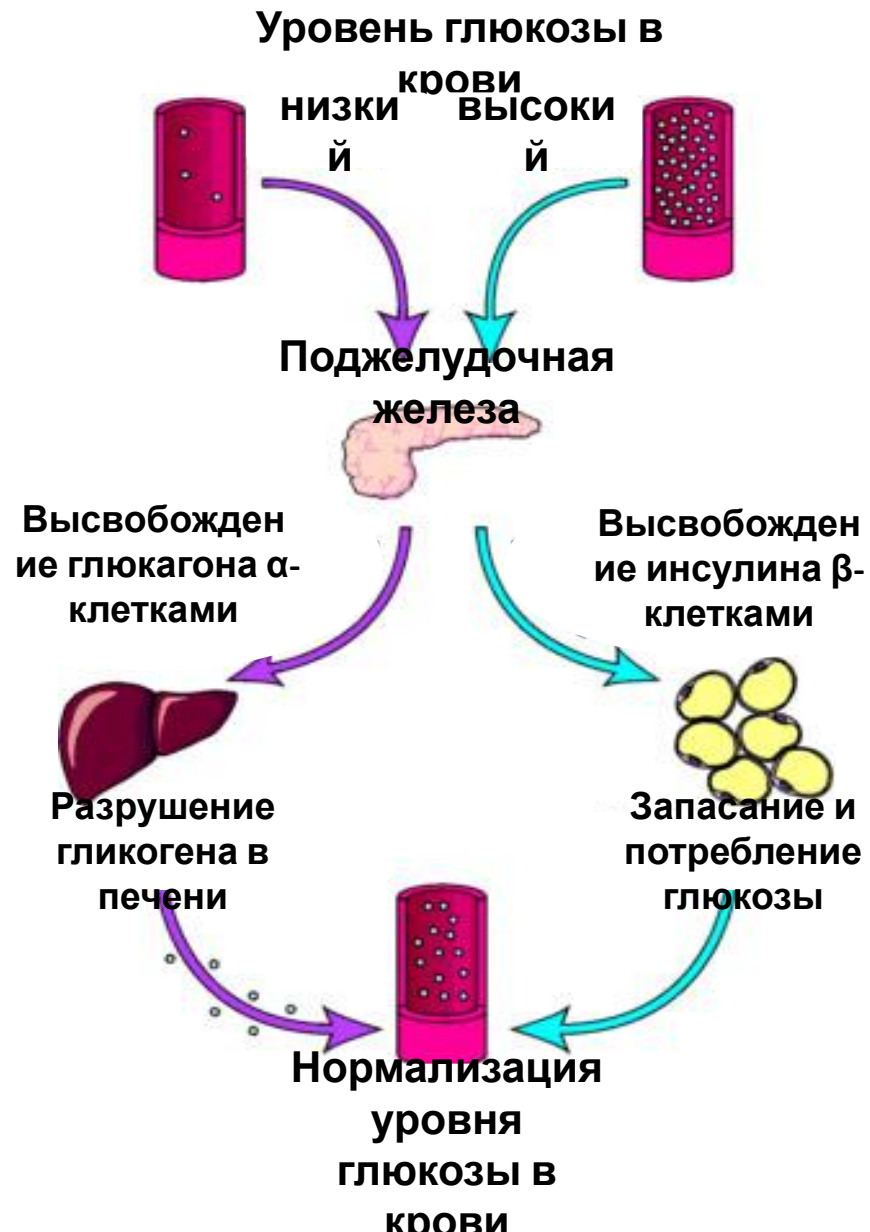 Уровень глюкозы в
крови
низки
й
высоки
й
Поджелудочная
железа
Высвобожден
ие глюкагона α-
клетками
Высвобожден
ие инсулина β-
клетками
Разрушение
гликогена в
печени
Запасание и
потребление
глюкозы
Нормализация
уровня
глюкозы в
крови